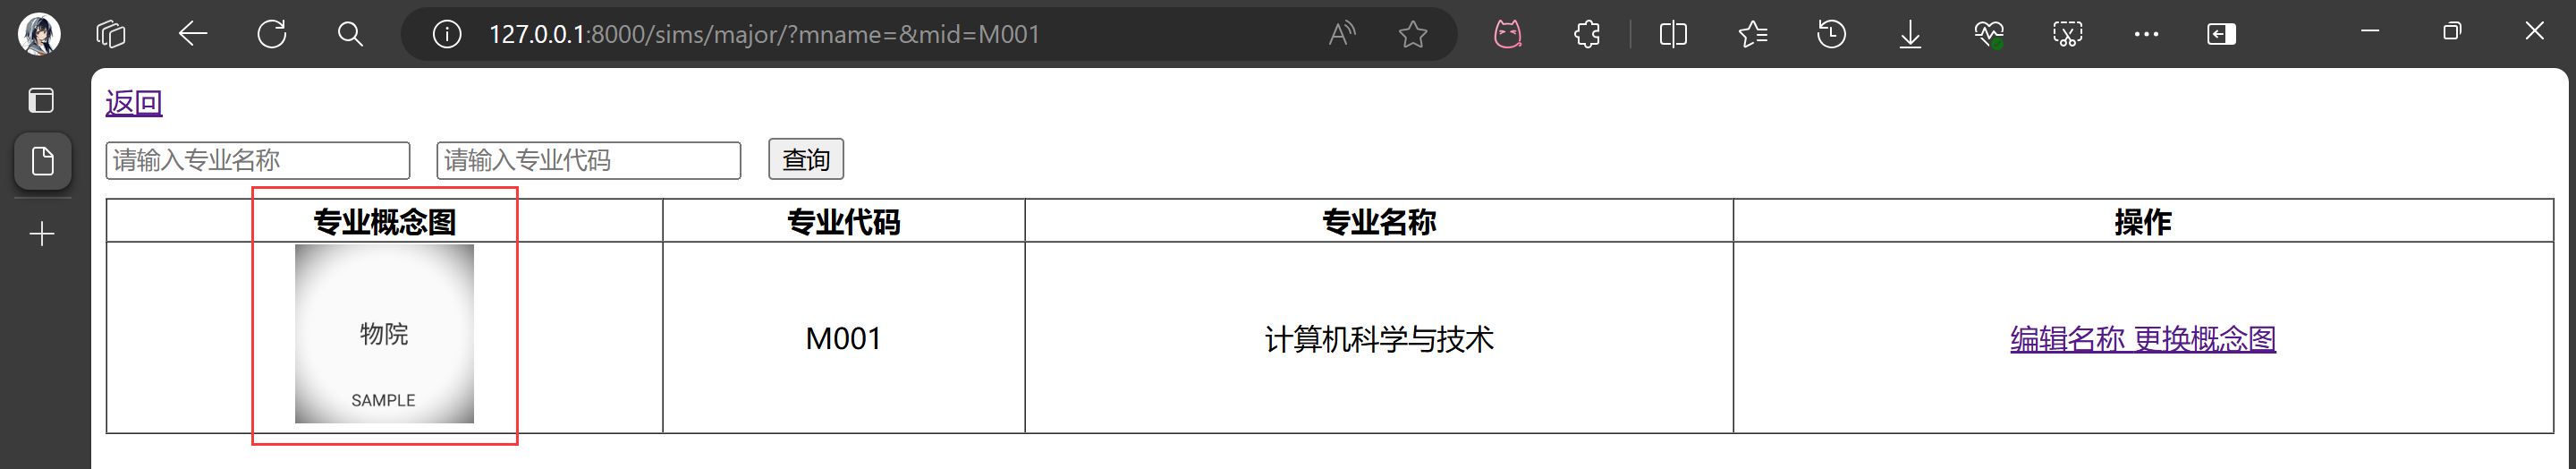 127.0.0.1:8000/sims/major/?mname=&mid=M001
返回
请输入专业名称 请输入专业代码 查询
专业概念图 专业代码 专业名称 操作
物院
SAMPLE
M001 计算机科学与技术 编辑名称 更换概念图